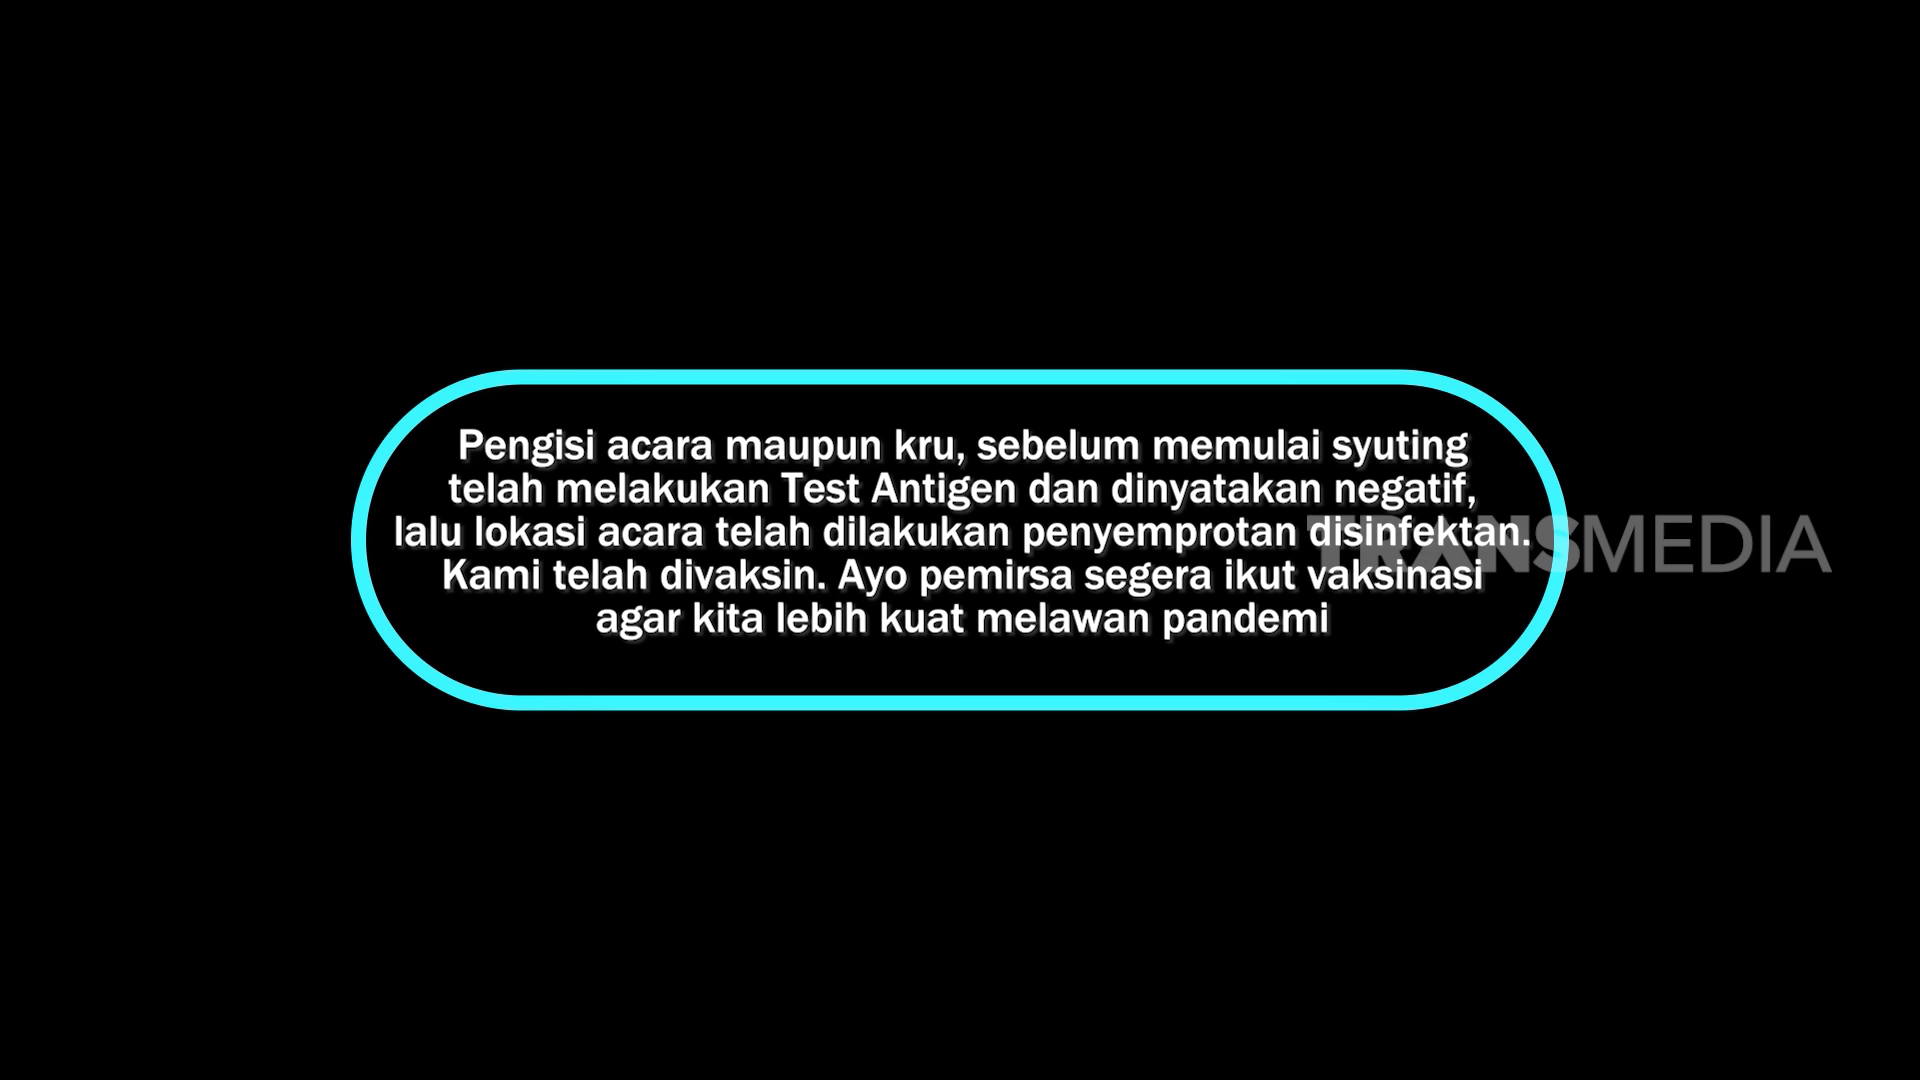 Pengisi acara maupun kru, sebelum memulai syuting
telah melakukan Test Antigen dan dinyatakan negatif,
lalu lokasi acara telah dilakukan penyemprotan disinfektan.
TRANSMEDIA
Kami telah divaksin. Ayo pemirsa segera ikut vaksinasi
agar kita lebih kuat melawan pandemi